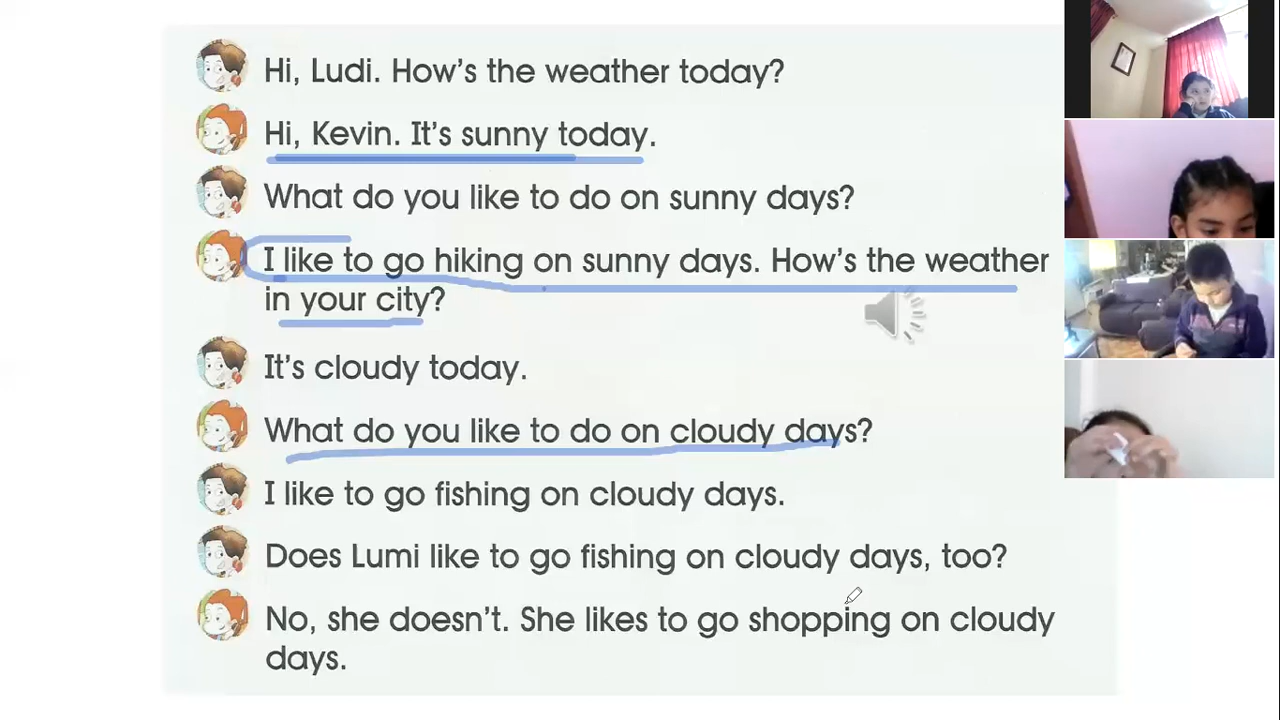 Hi, Ludi. How's the weather today?
Hi, Kevin. It's sunny today.
What do you like to do on sunny days?
I like to go hiking on sunny days. How's the weather
in your city?
It's cloudy today.
What do you like to do on cloudy days?
I like to go fishing on cloudy days.
Does Lumi like to go fishing on cloudy days, too?
No, she doesn't. She likes to go shopping on cloudy
days.